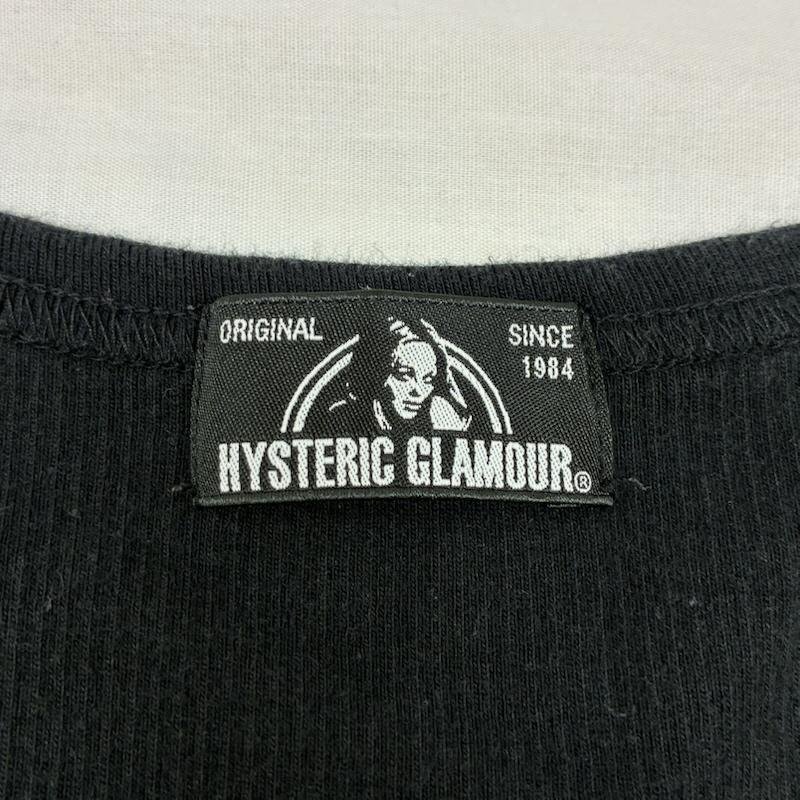 ORIGINAL
SINCE
1984
HYSTERIC GLAMOUR®